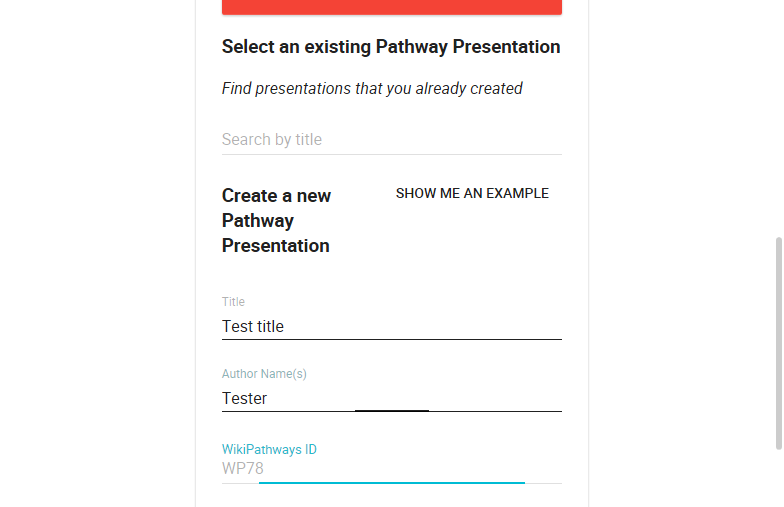 Select an existing Pathway Presentation
Find presentations that you already created
Search by title
Create a new
Pathway
Presentation
SHOW ME AN EXAMPLE
Title
Test title
Author Name(s)
Tester
WikiPathways ID
WP78